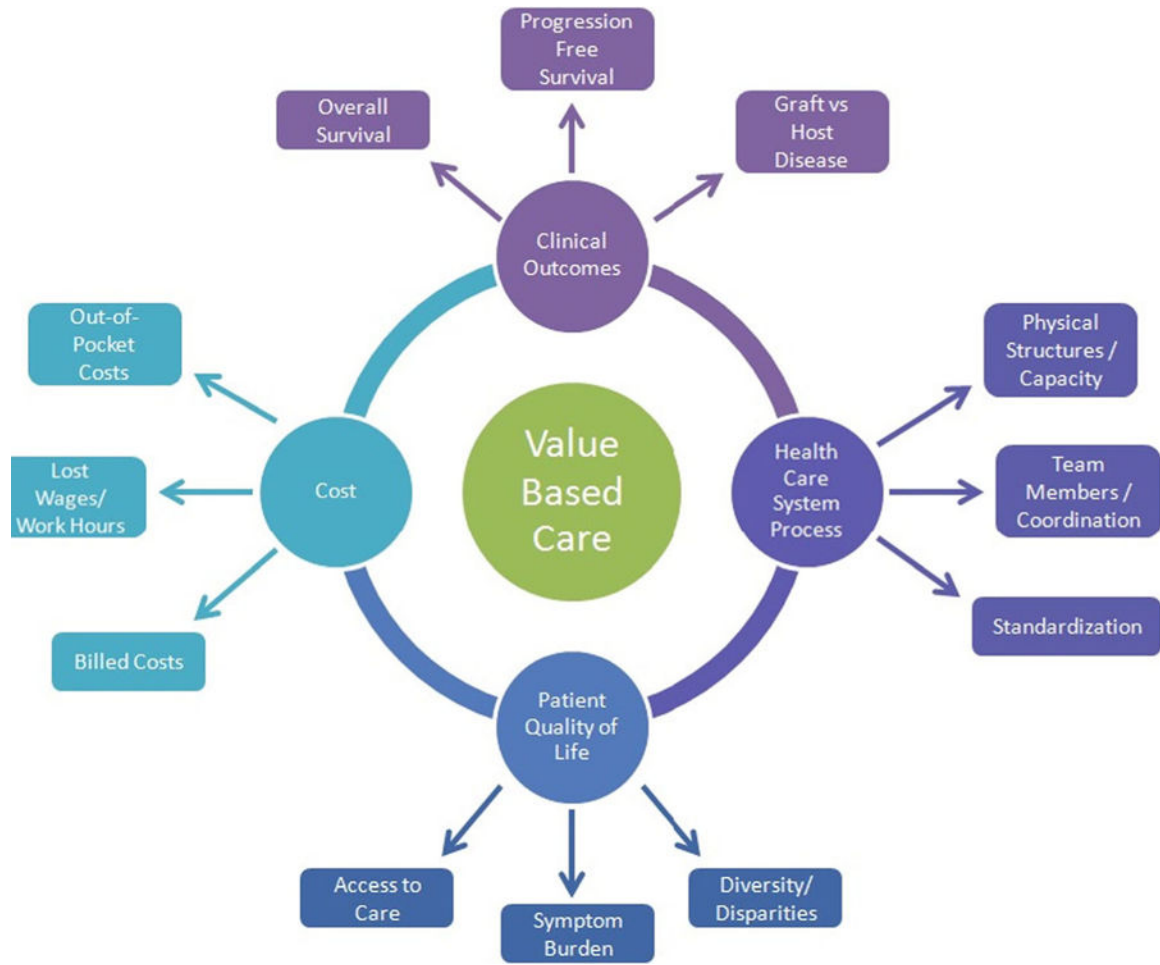 Progression
Free
Survival
Overall
Survival
Graft vs
Host
Disease
Clinical
Outcomes
Out-of-
Pocket
Costs
Physical
Structures /
Capacity
Lost
Wages/
Work Hours
Cost
Value
Based
Care
Health
Care
System
Process
Team
Members /
Coordination
Billed Costs
Standardization
Patient
Quality of
Life
Access to
Care
Symptom
Burden
Diversity/
Disparities